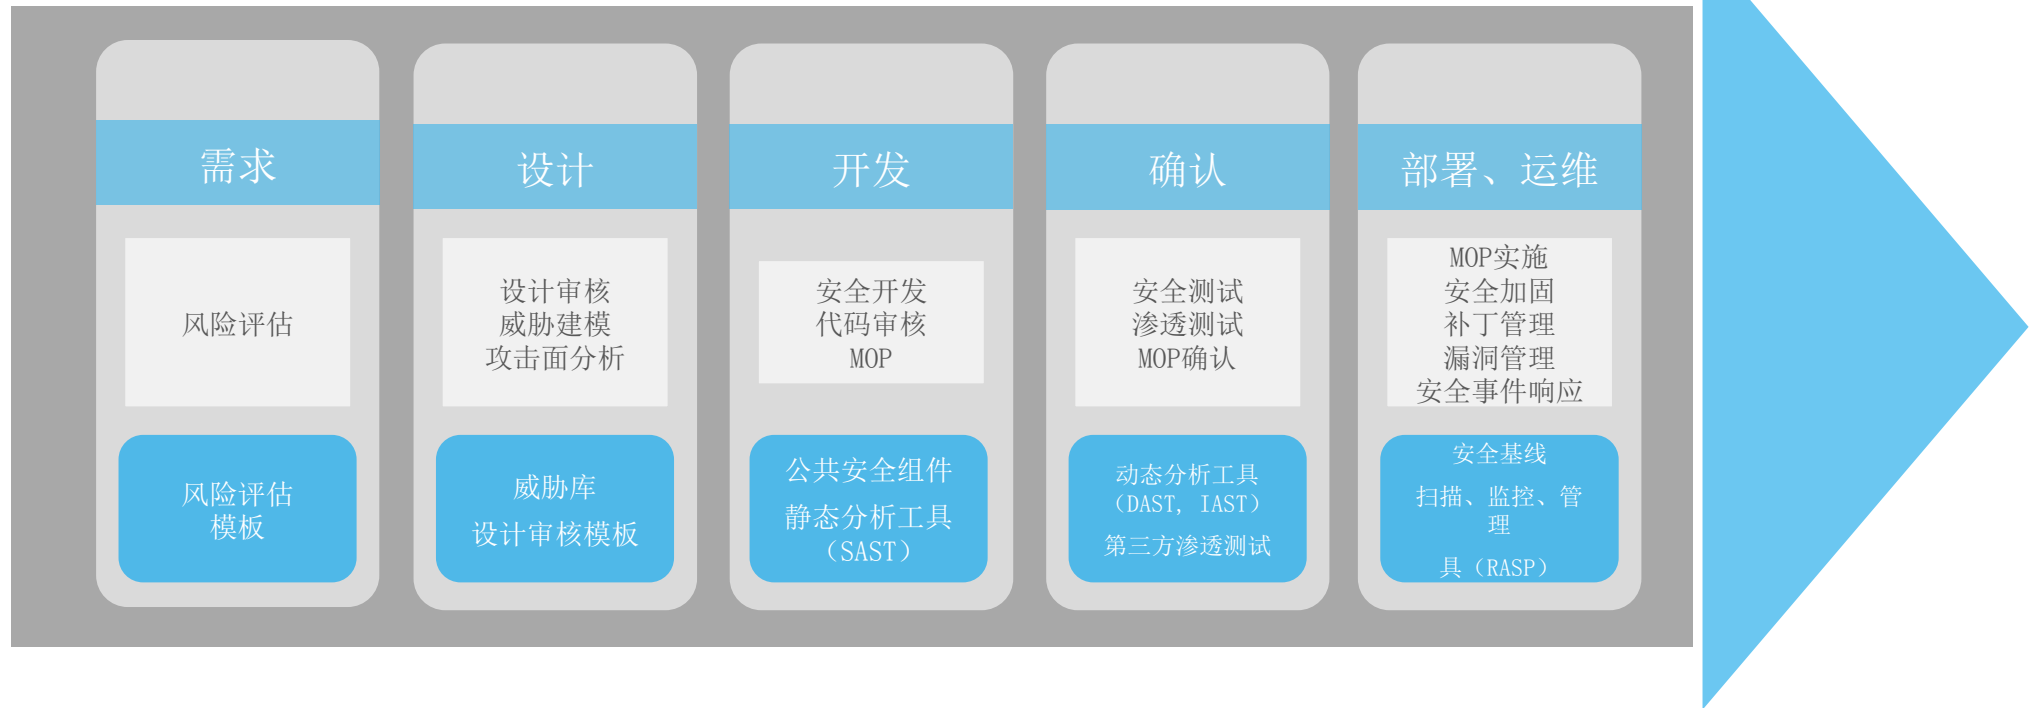 需求
风险评估
风险评估
模板
设计
设计审核
威胁建模
攻击面分析
威胁库
设计审核模板
开发
安全开发
代码审核
MOP
公共安全组件
静态分析工具
（SAST）
确认
安全测试
渗透测试
MOP确认
动态分析工具
（DAST, IAST）
第三方渗透测试
部署、运维
MOP实施
安全加固
补丁管理
漏洞管理
安全事件响应
安全基线
扫描、监控、管
理
具（RASP）